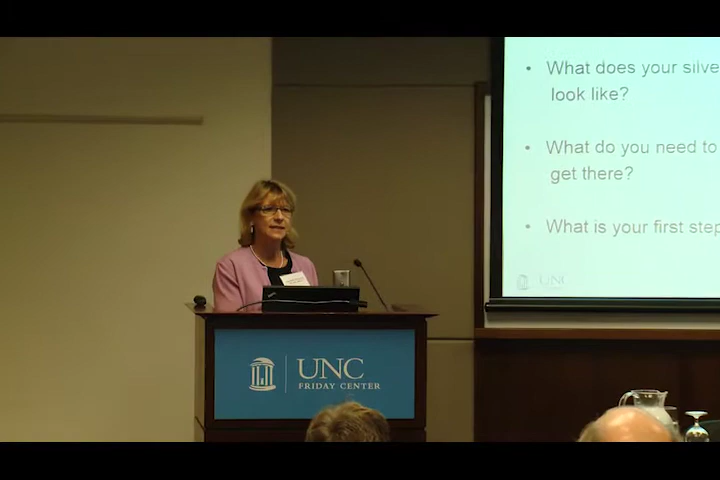 • What does your silve
look like?
• What do you need to
get there?
• What is your first step
UNC
UNC
FRIDAY CENTER